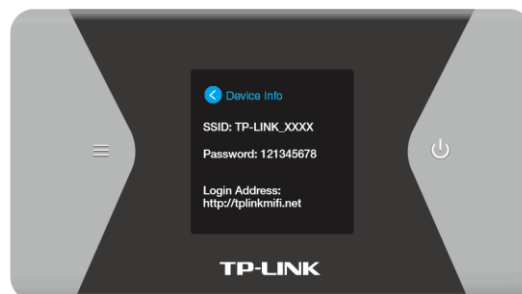 Device Info
SSID: TP-LINK_XXXX
Password: 121345678
Login Address:
http://tplinkmifi.net
TP-LINK